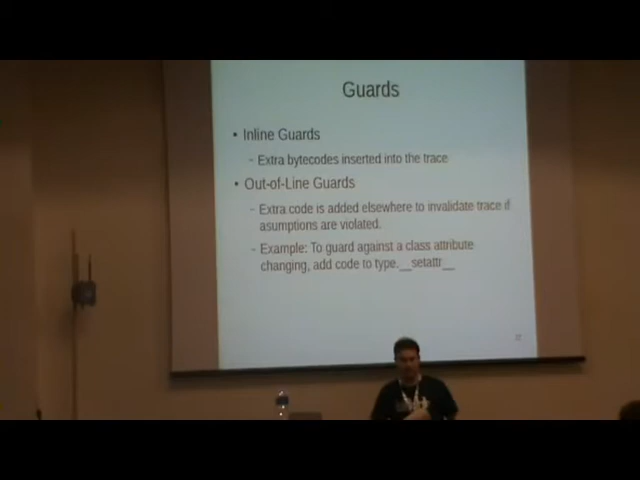 Guards
• Inline Guards
- Extra bytecodes inserted into the trace
• Out-of-Line Guards
- Extra code is added elsewhere to invalidate trace if
asumptions are violated.
- Example: To guard against a class attribute
changing, add code to type.__setattr__